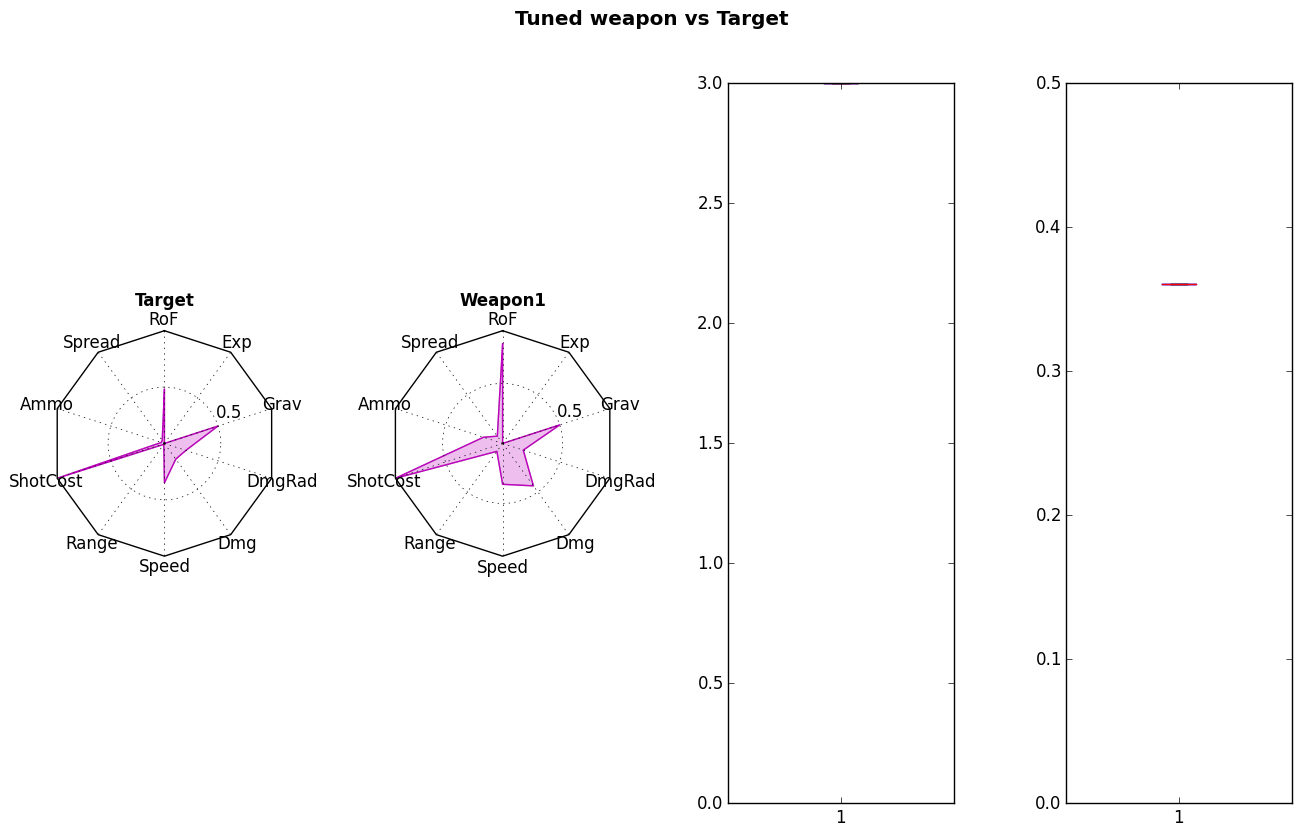 Tuned weapon vs Target
Target
RoF
Spread
Exp
Ammo
0.5
Grav
ShotCost
DmgRad
Range
Dmg
Speed
Weapon1
RoF
Spread
Exp
Ammo
0.5
Grav
ShotCost
DmgRad
Range
Dmg
Speed
3.0
2.5
2.0
1.5
1.0
0.5
0.0
1
0.5
0.4
0.3
0.2
0.1
0.0
1